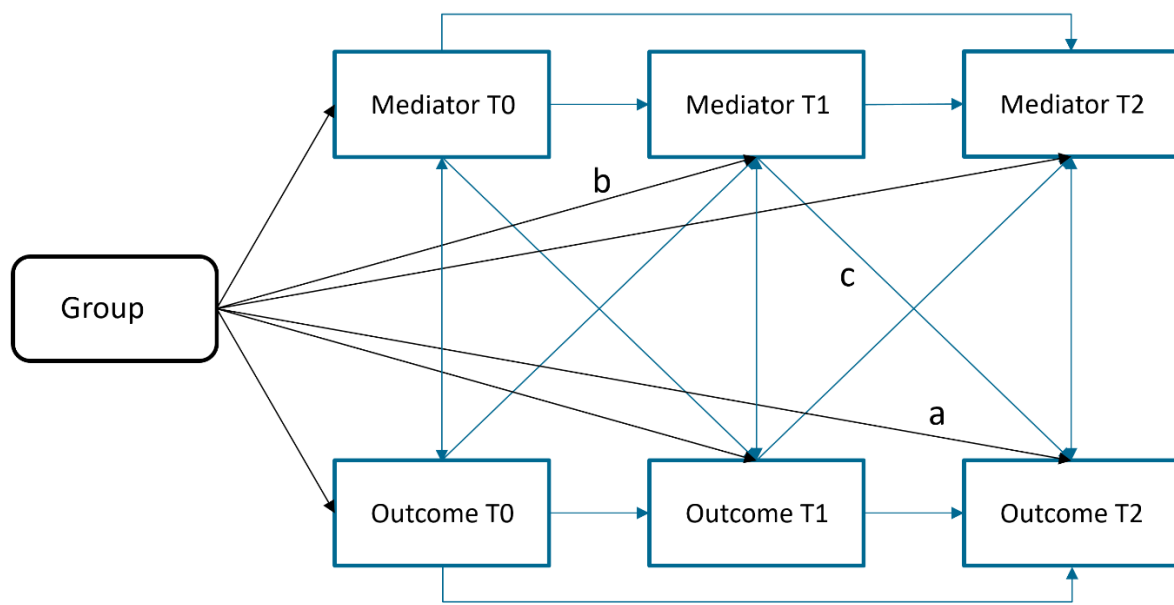 Mediator T0
Mediator T1
Mediator T2
b
Group
c
a
Outcome T0
Outcome T1
Outcome T2